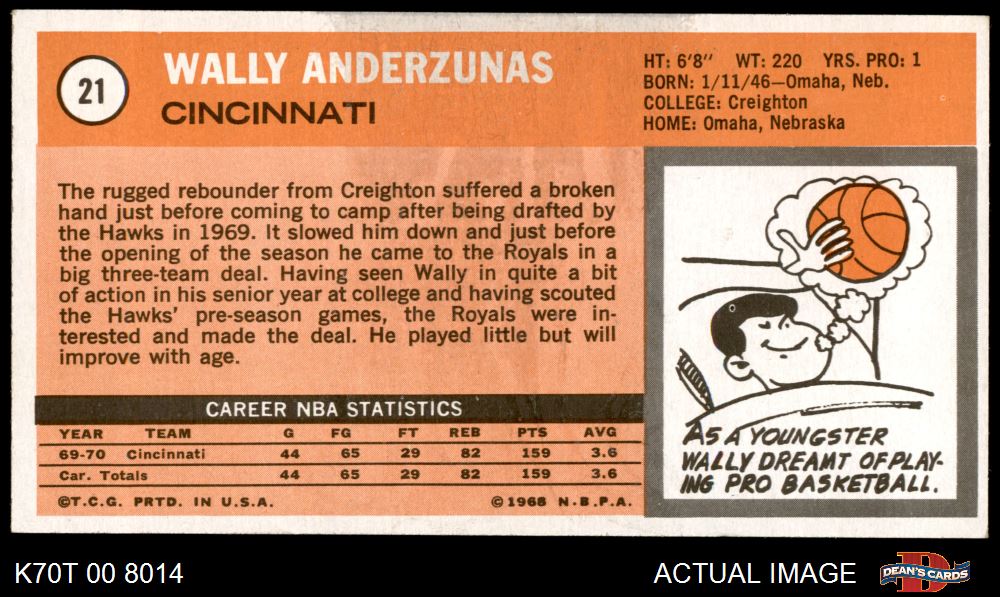 21
WALLY ANDERZUNAS
CINCINNATI
HT: 6'8" WT: 220 YRS. PRO: 1
BORN: 1/11/46—Omaha, Neb.
COLLEGE: Creighton
HOME: Omaha, Nebraska
The rugged rebounder from Creighton suffered a broken
hand just before coming to camp after being drafted by
the Hawks in 1969. It slowed him down and just before
the opening of the season he came to the Royals in a
big three-team deal. Having seen Wally in quite a bit
of action in his senior year at college and having scouted
the Hawks' pre-season games, the Royals were in-
terested and made the deal. He played little but will
improve with age.
CAREER NBA STATISTICS
YEAR TEAM G FG FT REB PTS AVG
69-70 Cincinnati 44 65 29 82 159 3.6
Car. Totals 44 65 29 82 159 3.6
©T.C.G. PRTD. IN U.S.A. ©1968 N.B.P.A.
AS A YOUNGSTER
WALLY DREAMT OF PLAY-
ING PRO BASKETBALL.
K70T 00 8014
ACTUAL IMAGE
D
DEAN'S CARDS